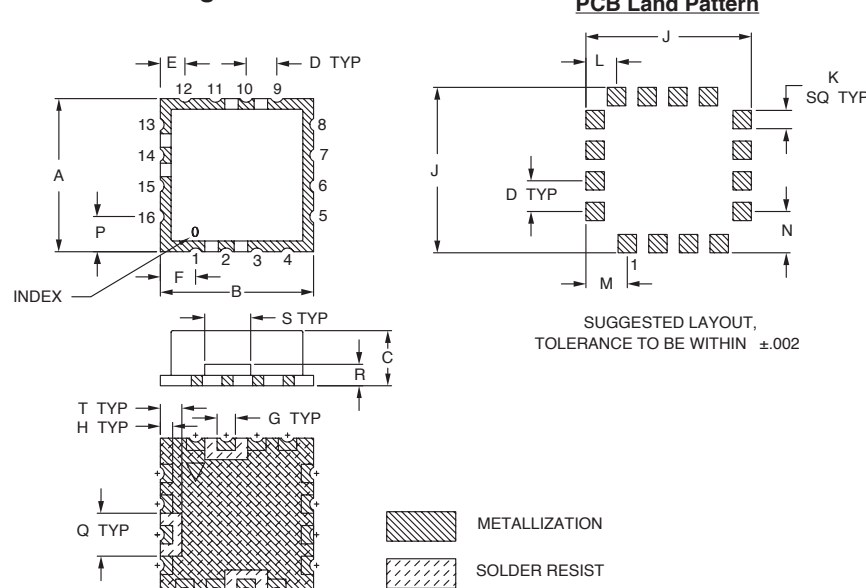 PCB Land Pattern
E
D TYP
12 11 10 9
13
14
15
16
8
7
6
5
A
P
0
1 2 3 4
F
B
INDEX
J
L
K
SQ TYP
J
D TYP
N
1
M
SUGGESTED LAYOUT,
TOLERANCE TO BE WITHIN ±.002
S TYP
C
R
T TYP
H TYP
G TYP
Q TYP
METALLIZATION
SOLDER RESIST